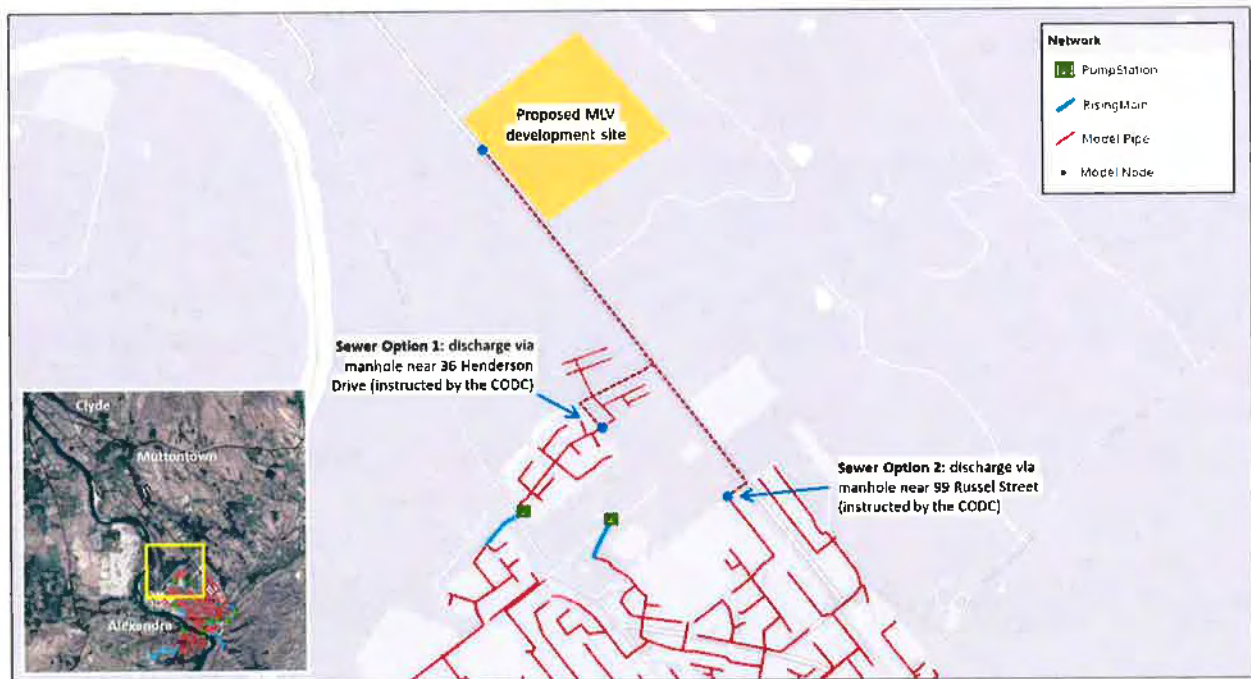 Proposed MLV
development site
Network
PumpStation
RisingMain
Model Pipe
Model Node
Sewer Option 1: discharge via
manhole near 36 Henderson
Drive (instructed by the CODC)
Sewer Option 2: discharge via
manhole near 99 Russel Street
(instructed by the CODC)
Clyde
Muttontown
Alexandra